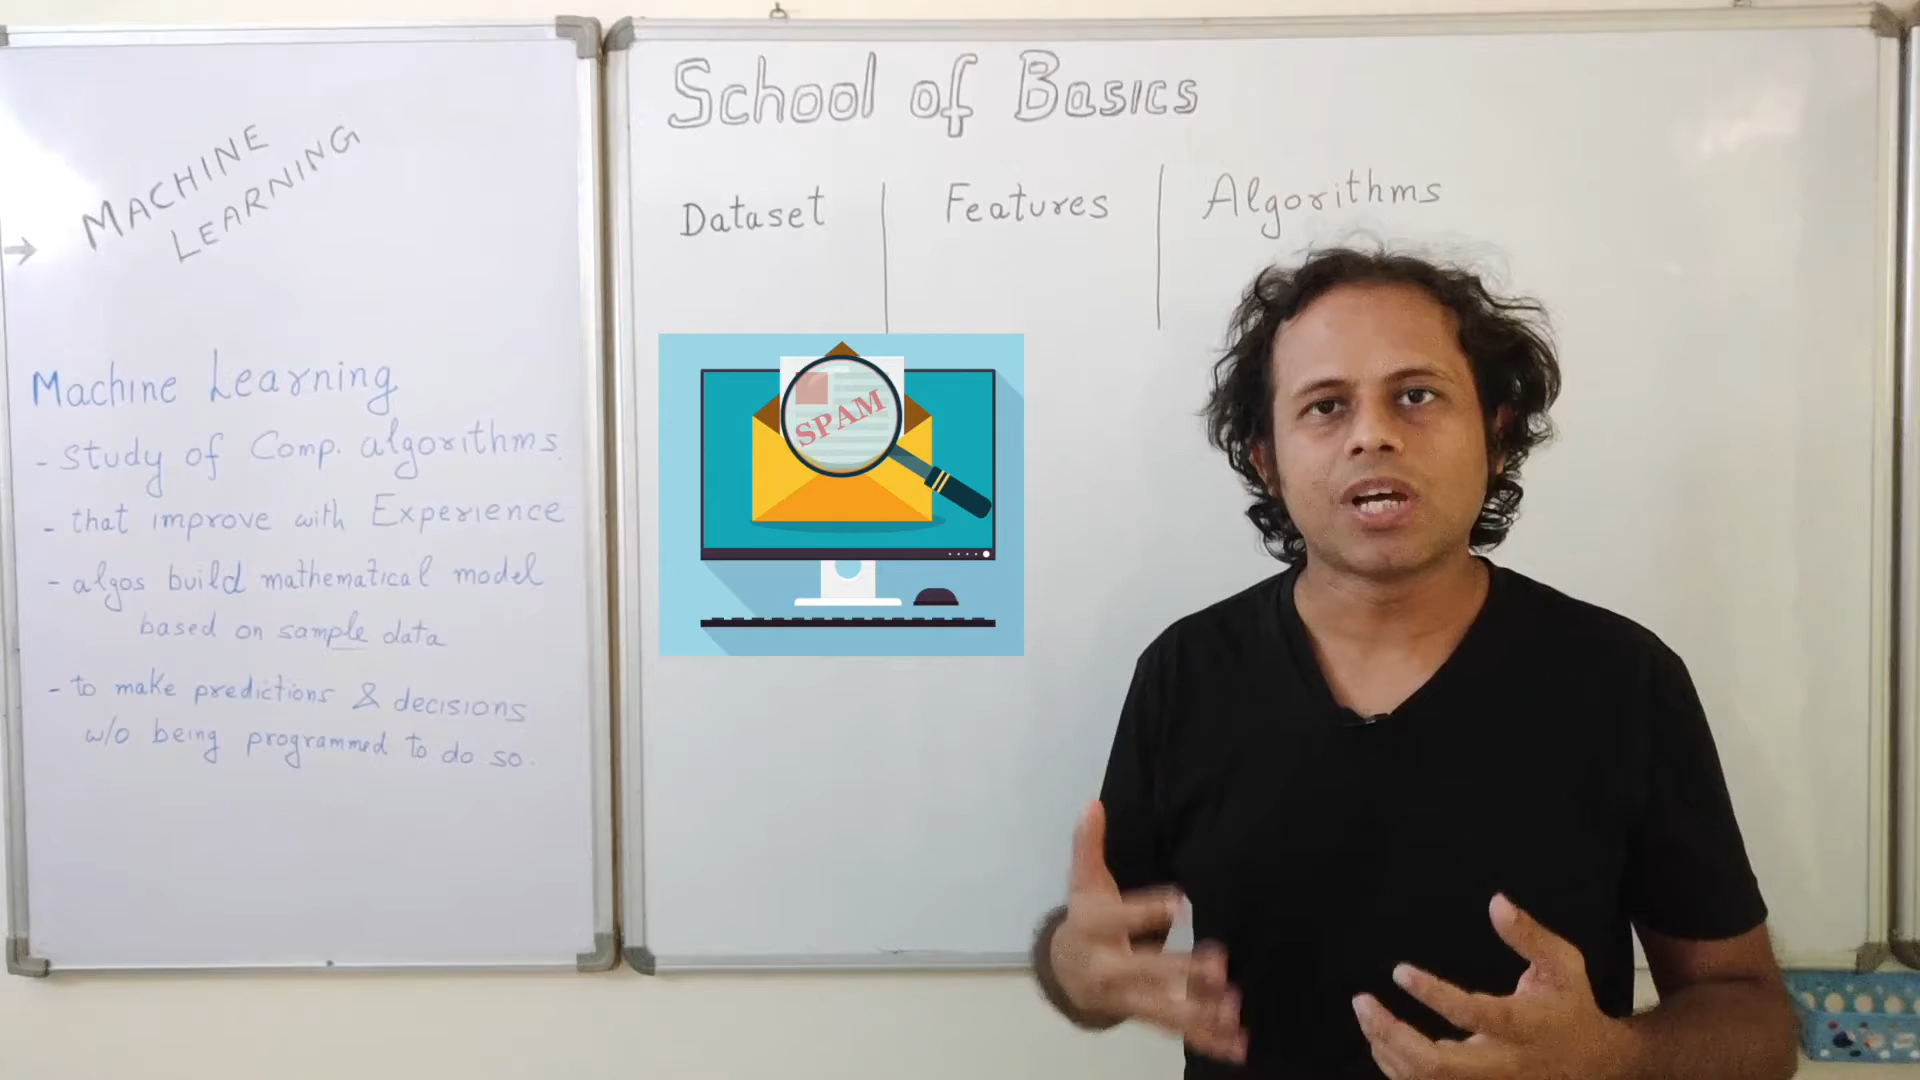 MACHINE
LEARNING
Machine Learning
- Study of Comp. algorithms.
- that improve with Experience
- algos build mathematical model
based on sample data
- to make predictions & decisions
w/o being programmed to do so.
School of Basics
Dataset
Features
Algorithms
SPAM